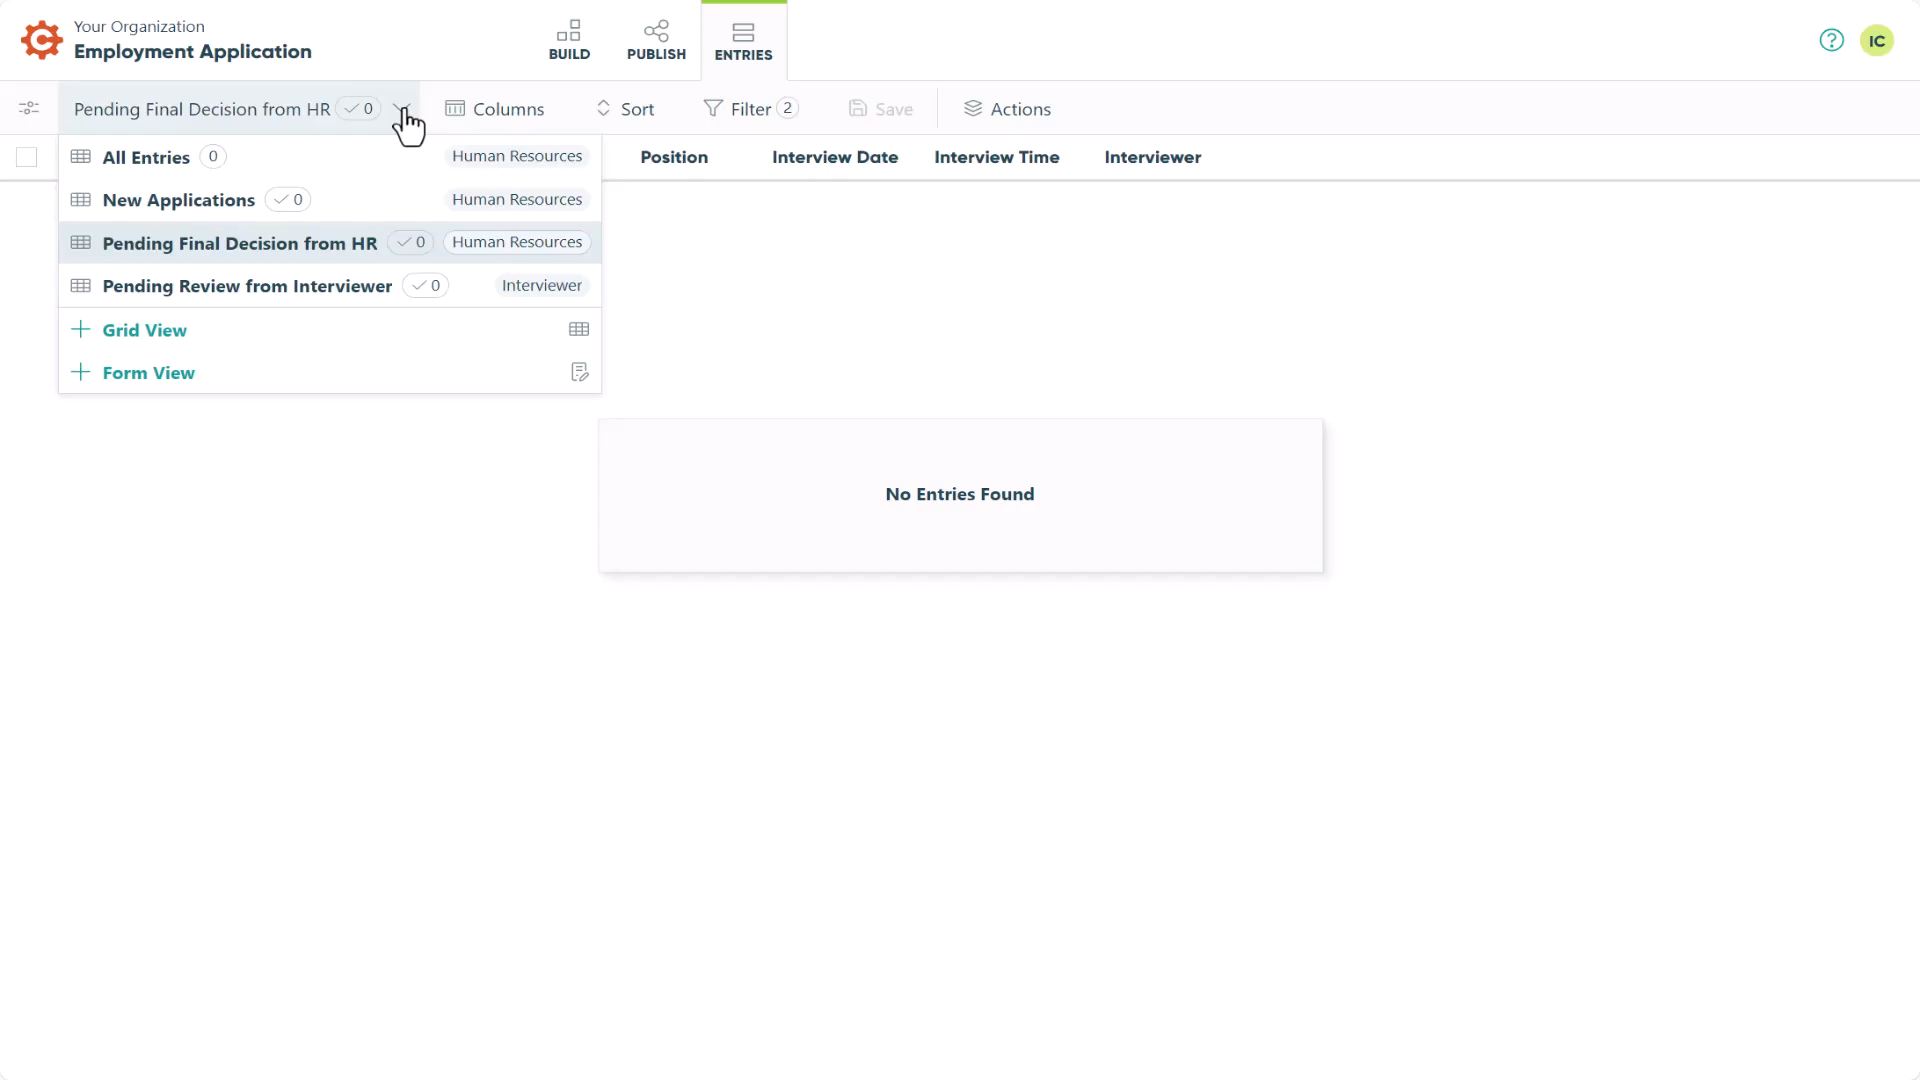 Your Organization
Employment Application
BUILD
PUBLISH
ENTRIES
IC
Pending Final Decision from HR 0
Columns
Sort
Filter 2
Save
Actions
All Entries 0 Human Resources
New Applications 0 Human Resources
Pending Final Decision from HR 0 Human Resources
Pending Review from Interviewer 0 Interviewer
Grid View
Form View
Position Interview Date Interview Time Interviewer
No Entries Found